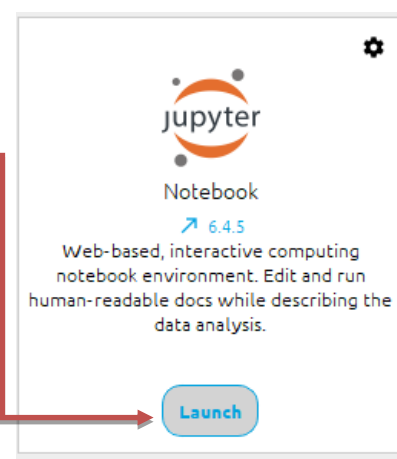 jupyter
Notebook
6.4.5
Web-based, interactive computing
notebook environment. Edit and run
human-readable docs while describing the
data analysis.
Launch